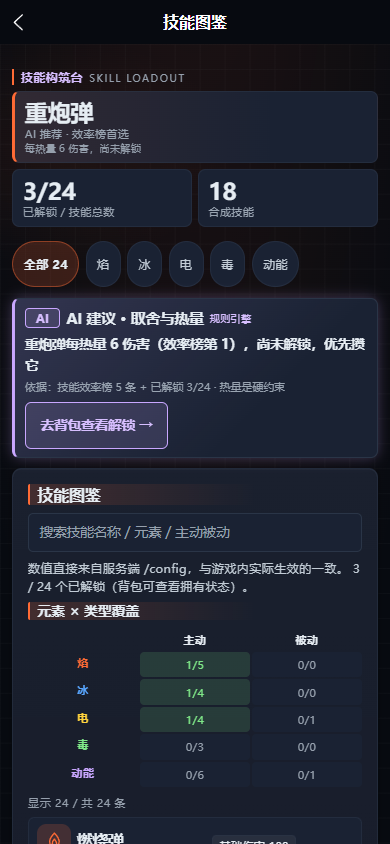 技能图鉴
技能构筑台 SKILL LOADOUT
重炮弹
AI 推荐 · 效率榜首选
每热量 6 伤害，尚未解锁
3/24
已解锁 / 技能总数
18
合成技能
全部 24
焰
冰
电
毒
动能
AI AI 建议 · 取舍与热量 规则引擎
重炮弹每热量 6 伤害（效率榜第 1），尚未解锁，优先攒
它
依据：技能效率榜 5 条 + 已解锁 3/24 · 热量是硬约束
去背包查看解锁 →
技能图鉴
搜索技能名称 / 元素 / 主动被动
数值直接来自服务端 /config，与游戏内实际生效的一致。 3
/ 24 个已解锁（背包可查看拥有状态）。
元素 × 类型覆盖
主动 被动
焰 1/5 0/0
冰 1/4 0/0
电 1/4 0/1
毒 0/3 0/0
动能 0/6 0/1
显示 24 / 共 24 条
燃烧弹